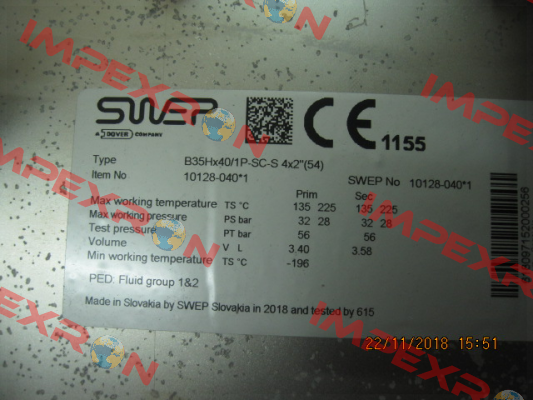 SWEP
A DOVER COMPANY
CE 1155
Type B35Hx40/1P-SC-S 4x2"(54)
Item No 10128-040*1 SWEP No 10128-040*1
Prim Sec
Max working temperature TS °C 135 225 135 225
Max working pressure PS bar 32 28 32 28
Test pressure PT bar 56 56
Volume V L 3.40 3.58
Min working temperature TS °C -196
PED: Fluid group 1&2
Made in Slovakia by SWEP Slovakia in 2018 and tested by 615
22/11/2018 15:51
IMPEXRON
IMPEXRON
IMPEXRON
IMPEXRON